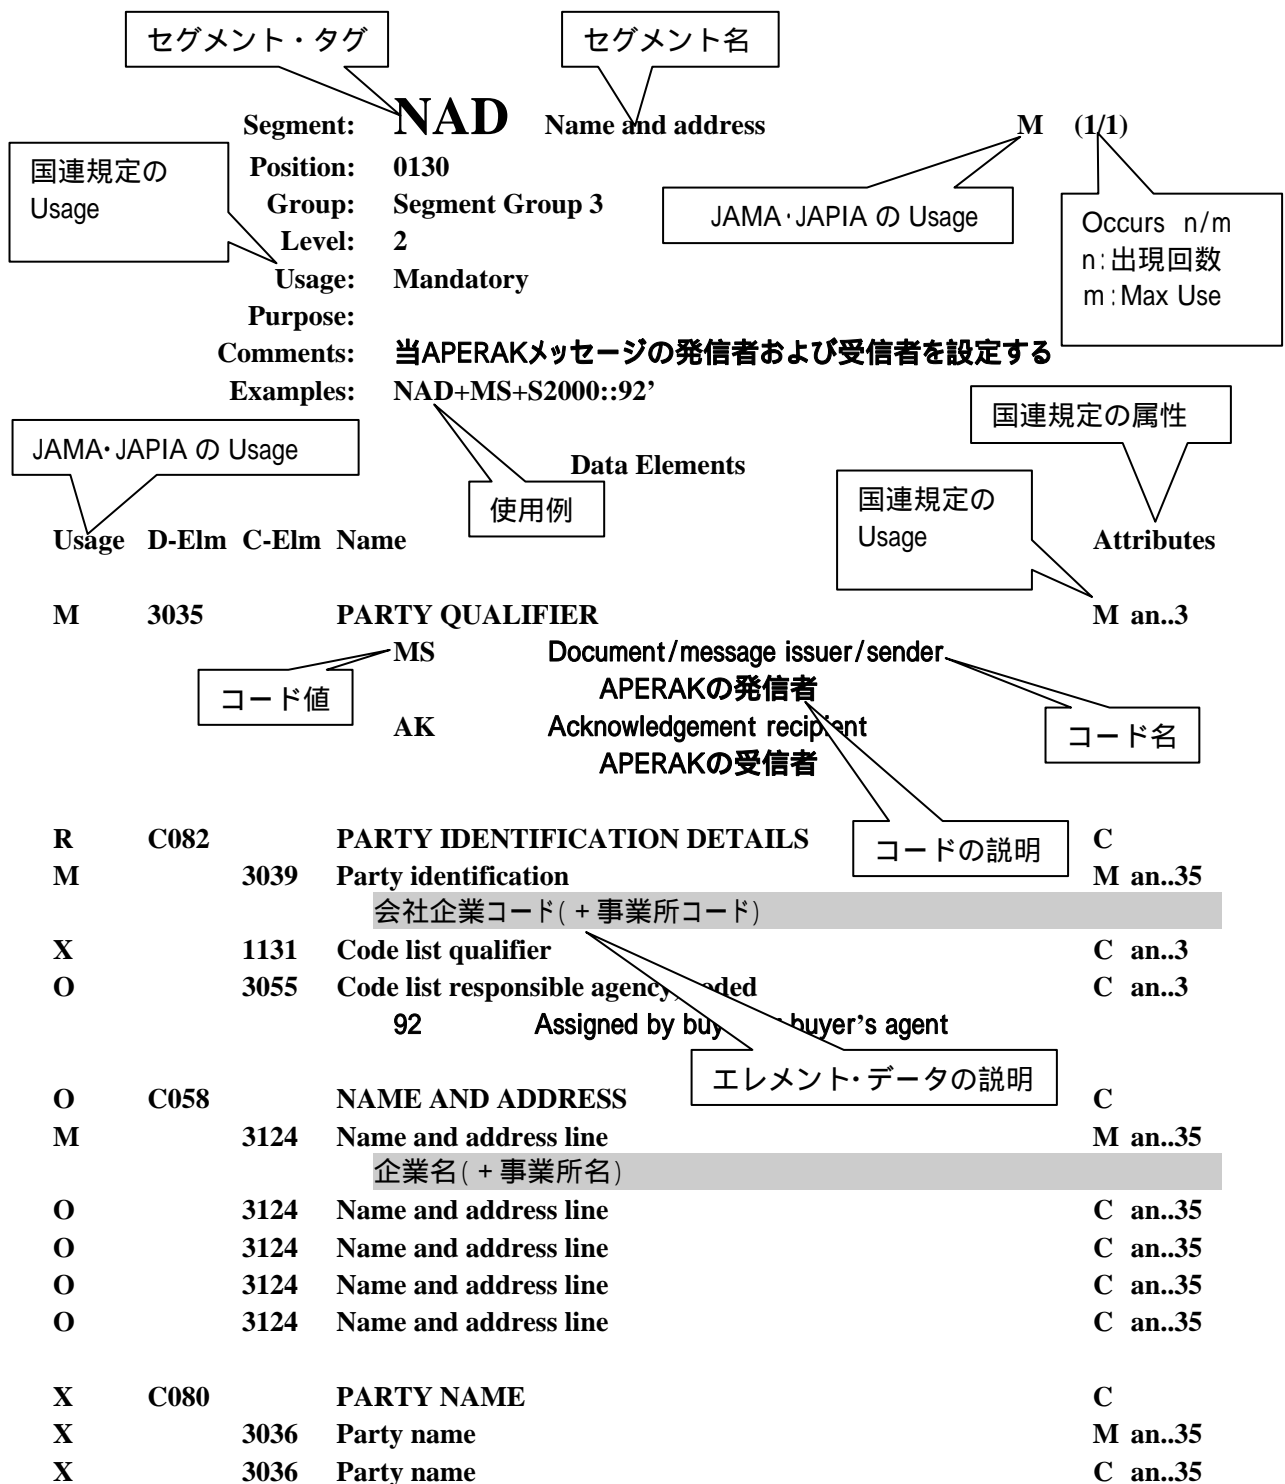 セグメント・タグ
セグメント名
Segment: NAD Name and address M (1/1)
国連規定の
Usage
Position: 0130
Group: Segment Group 3
JAMA・JAPIA の Usage
Occurs n/m
n:出現回数
m:Max Use
Level: 2
Usage: Mandatory
Purpose:
Comments: 当APERAKメッセージの発信者および受信者を設定する
Examples: NAD+MS+S2000::92’
国連規定の属性
JAMA・JAPIA の Usage
Data Elements
使用例
国連規定の
Usage
Usage D-Elm C-Elm Name Attributes
M 3035 PARTY QUALIFIER M an..3
MS Document/message issuer/sender
コード値
APERAKの発信者
AK Acknowledgement recipient
コード名
APERAKの受信者
R C082 PARTY IDENTIFICATION DETAILS C
コードの説明
M 3039 Party identification M an..35
会社企業コード(+事業所コード)
X 1131 Code list qualifier C an..3
O 3055 Code list responsible agency, coded C an..3
92 Assigned by buy buyer’s agent
エレメント・データの説明
O C058 NAME AND ADDRESS C
M 3124 Name and address line M an..35
企業名(+事業所名)
O 3124 Name and address line C an..35
O 3124 Name and address line C an..35
O 3124 Name and address line C an..35
O 3124 Name and address line C an..35
X C080 PARTY NAME C
X 3036 Party name M an..35
X 3036 Party name C an..35